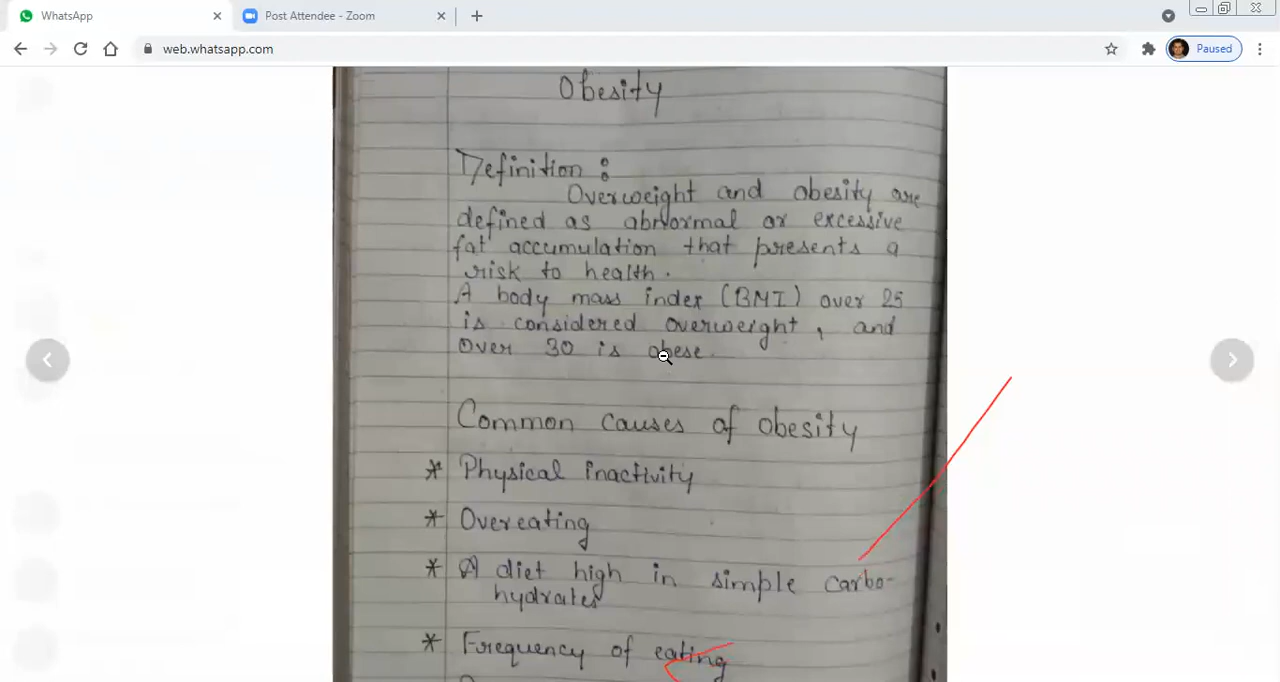 WhatsApp
Post Attendee - Zoom
web.whatsapp.com
Paused
Obesity
Definition :
Overweight and obesity are
defined as abnormal or excessive
fat accumulation that presents a
risk to health.
A body mass index (BMI) over 25
is considered overweight, and
over 30 is obese.
Common causes of obesity
* Physical inactivity
* Overeating
* A diet high in simple carbo-
hydrates
* Frequency of eating